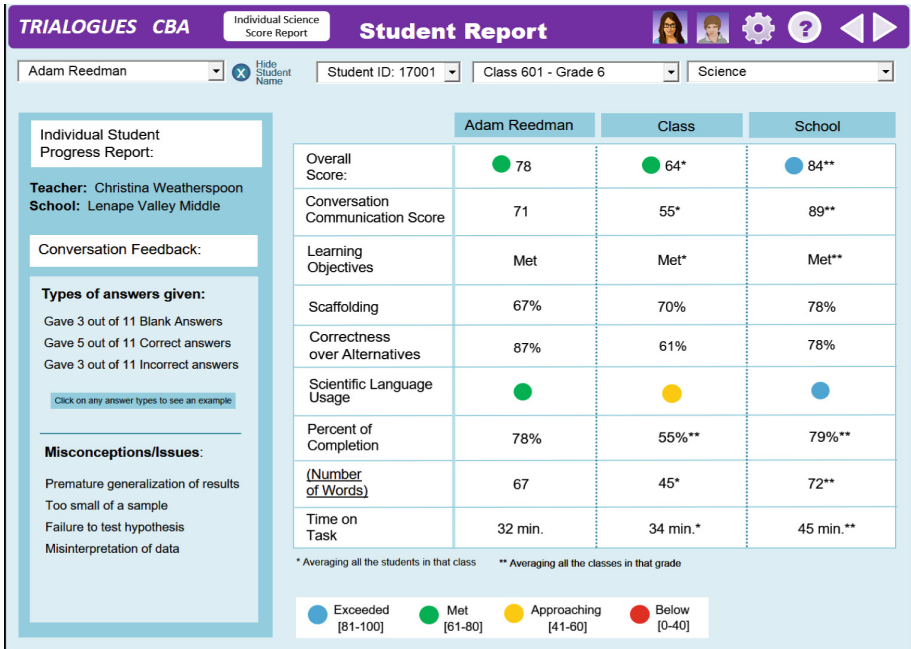 TRIALOGUES CBA
Individual Science
Score Report
Student Report
?
Adam Reedman
X
Hide
Student
Name
Student ID: 17001
Class 601 - Grade 6
Science
Individual Student
Progress Report:
Teacher: Christina Weatherspoon
School: Lenape Valley Middle
Conversation Feedback:
Types of answers given:
Gave 3 out of 11 Blank Answers
Gave 5 out of 11 Correct answers
Gave 3 out of 11 Incorrect answers
Click on any answer types to see an example
Misconceptions/Issues:
Premature generalization of results
Too small of a sample
Failure to test hypothesis
Misinterpretation of data
Adam Reedman Class School
Overall
Score: 78 64* 84**
Conversation
Communication Score 71 55* 89**
Learning
Objectives Met Met* Met**
Scaffolding 67% 70% 78%
Correctness
over Alternatives 87% 61% 78%
Scientific Language
Usage
Percent of
Completion 78% 55%** 79%**
(Number
of Words) 67 45* 72**
Time on
Task 32 min. 34 min.* 45 min.**
* Averaging all the students in that class ** Averaging all the classes in that grade
Exceeded Met Approaching Below
[81-100] [61-80] [41-60] [0-40]